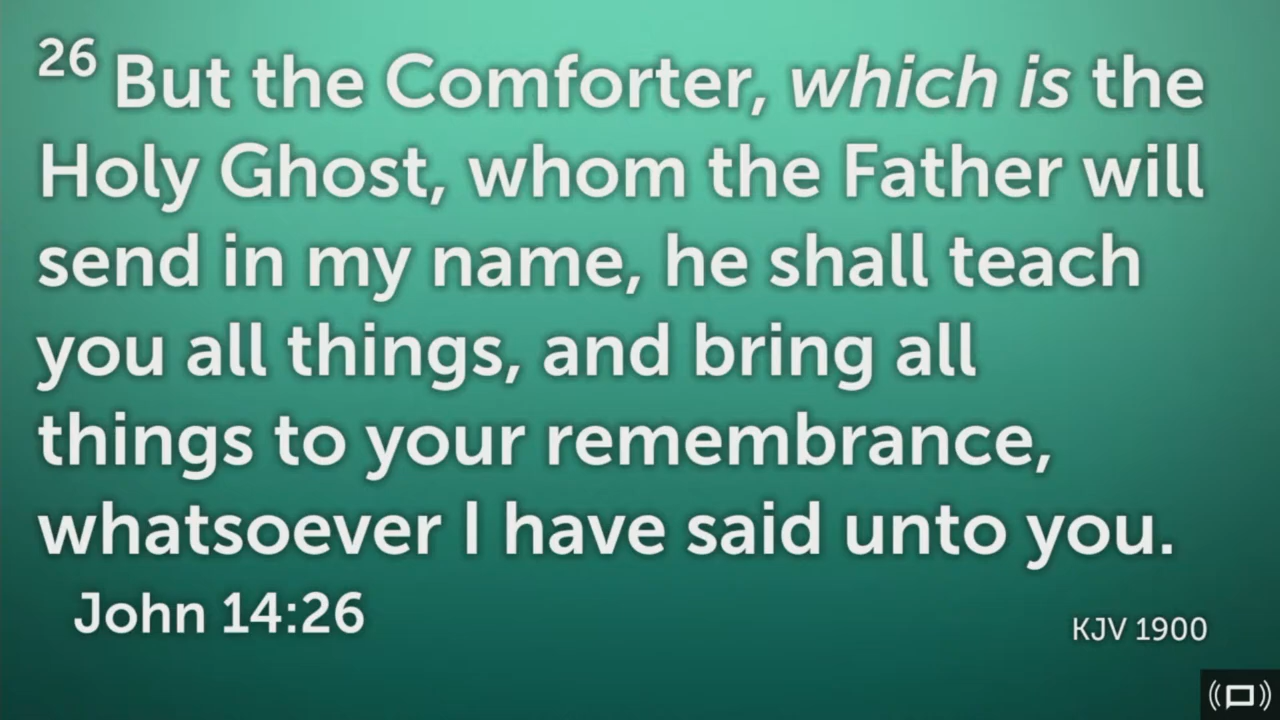 26 But the Comforter, which is the
Holy Ghost, whom the Father will
send in my name, he shall teach
you all things, and bring all
things to your remembrance,
whatsoever I have said unto you.
John 14:26
KJV 1900